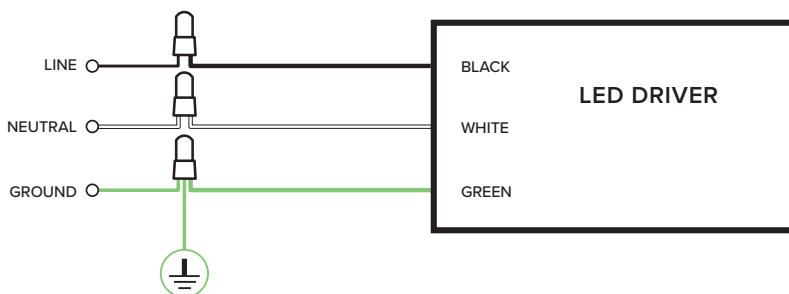 LINE
BLACK
LED DRIVER
NEUTRAL
WHITE
GROUND
GREEN